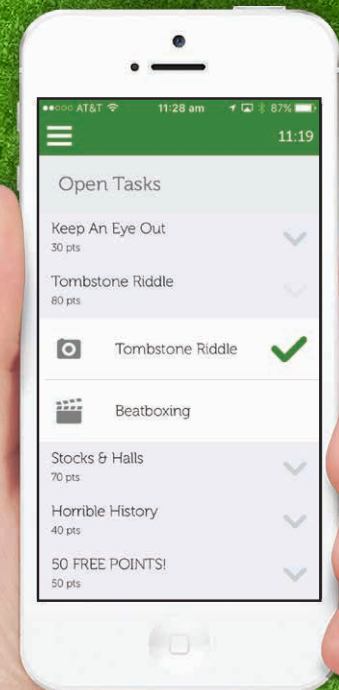 AT&T 11:28 am 87%
11:19
Open Tasks
Keep An Eye Out
30 pts
Tombstone Riddle
80 pts
Tombstone Riddle
Beatboxing
Stocks & Halls
70 pts
Horrible History
40 pts
50 FREE POINTS!
50 pts